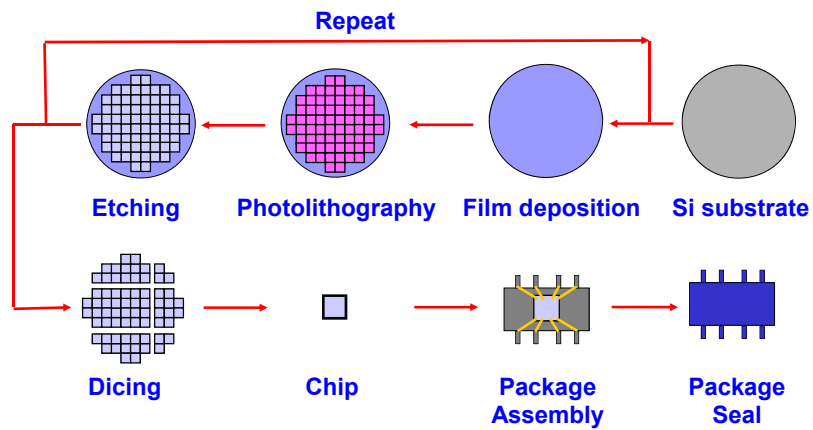 Repeat
Etching
Photolithography
Film deposition
Si substrate
Dicing
Chip
Package
Assembly
Package
Seal